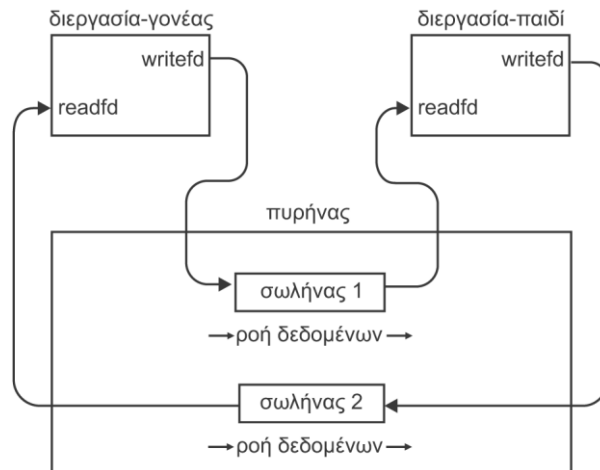 διεργασία-γονέας
διεργασία-παιδί
writefd
writefd
readfd
readfd
πυρήνας
σωλήνας 1
ροή δεδομένων
σωλήνας 2
ροή δεδομένων